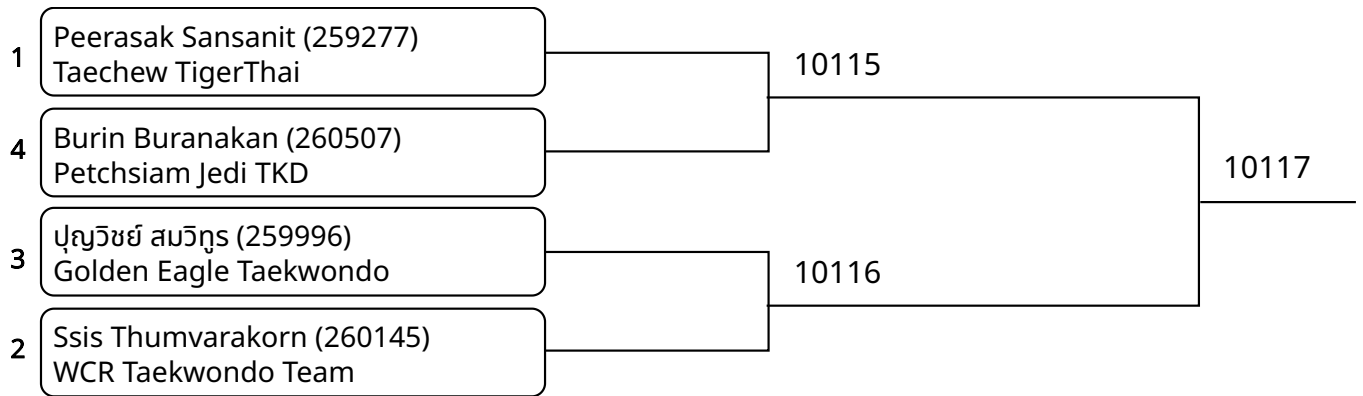 1
Peerasak Sansanit (259277)
Taechew TigerThai
10115
4
Burin Buranakan (260507)
Petchsiam Jedi TKD
10117
3
ปุญวิชย์ สมวิทูร (259996)
Golden Eagle Taekwondo
10116
2
Ssis Thumvarakorn (260145)
WCR Taekwondo Team